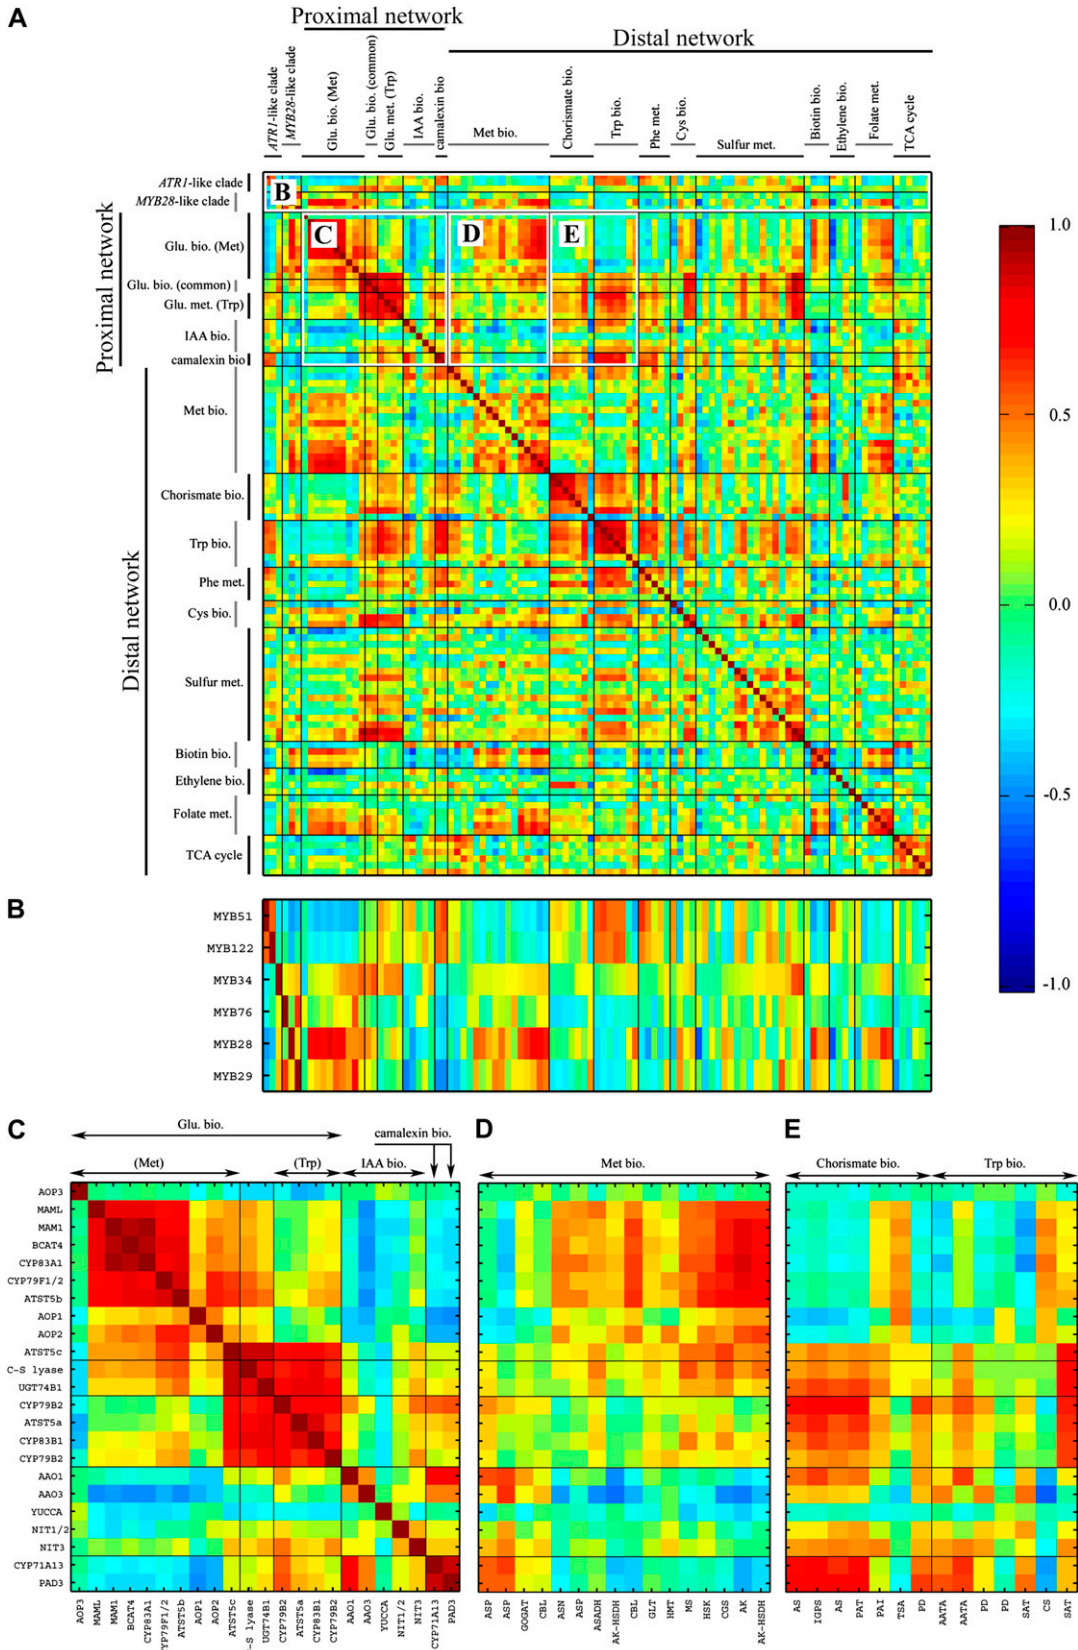 A
Proximal network
Distal network
ATR1-like clade
MYB28-like clade
Glu. bio. (Met)
Glu. bio. (common)
Glu. met. (Trp)
IAA bio.
camalexin bio
Met bio.
Chorismate bio.
Trp bio.
Phe met.
Cys bio.
Sulfur met.
Biotin bio.
Ethylene bio.
Folate met.
TCA cycle
Proximal network
Distal network
ATR1-like clade
MYB28-like clade
Glu. bio. (Met)
Glu. bio. (common)
Glu. met. (Trp)
IAA bio.
camalexin bio
Met bio.
Chorismate bio.
Trp bio.
Phe met.
Cys bio.
Sulfur met.
Biotin bio.
Ethylene bio.
Folate met.
TCA cycle
B
C
D
E
1.0
0.5
0.0
-0.5
-1.0
B
MYB51
MYB122
MYB34
MYB76
MYB28
MYB29
C
Glu. bio.
camalexin bio.
(Met)
(Trp)
IAA bio.
AOP3
MAML
MAM1
BCAT4
CYP83A1
CYP79F1/2
ATST5b
AOP1
AOP2
ATST5c
C-S lyase
UGT74B1
CYP79B2
ATST5a
CYP83B1
CYP79B2
AAO1
AAO3
YUCCA
NIT1/2
NIT3
CYP71A13
PAD3
AOP3
MAML
MAM1
BCAT4
CYP83A1
CYP79F1/2
ATST5b
AOP1
AOP2
ATST5c
C-S lyase
UGT74B1
CYP79B2
ATST5a
CYP83B1
CYP79B2
AAO1
AAO3
YUCCA
NIT1/2
NIT3
CYP71A13
PAD3
D
Met bio.
ASP
ASP
GOGAT
CBL
ASN
ASP
ASADH
AK-HSDH
CBL
GLT
HMT
MS
HSK
CGS
AK
AK-HSDH
E
Chorismate bio.
Trp bio.
AS
IGPS
AS
PAT
PAI
TSA
PD
AATA
AATA
PD
PD
SAT
CS
SAT